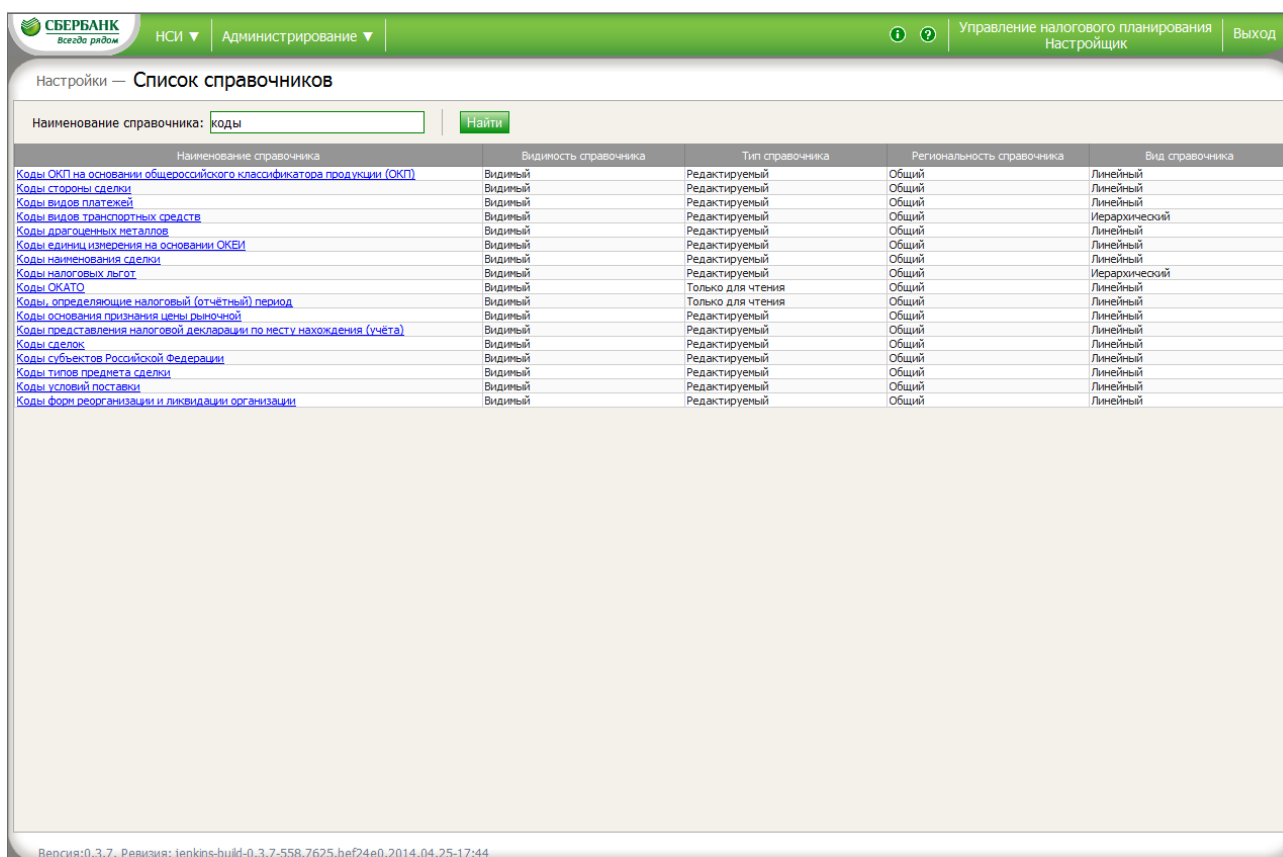 СБЕРБАНК
Всегда рядом
НСИ ▼ Администрирование ▼ Управление налогового планирования
Настройщик Выход
Настройки — Список справочников
Наименование справочника: коды Найти
Наименование справочника Видимость справочника Тип справочника Региональность справочника Вид справочника
Коды ОКП на основании общероссийского классификатора продукции (ОКП) Видимый Редактируемый Общий Линейный
Коды стороны сделки Видимый Редактируемый Общий Линейный
Коды видов платежей Видимый Редактируемый Общий Линейный
Коды видов транспортных средств Видимый Редактируемый Общий Иерархический
Коды драгоценных металлов Видимый Редактируемый Общий Линейный
Коды единиц измерения на основании ОКЕИ Видимый Редактируемый Общий Линейный
Коды наименования сделки Видимый Редактируемый Общий Линейный
Коды налоговых льгот Видимый Редактируемый Общий Иерархический
Коды ОКАТО Видимый Только для чтения Общий Линейный
Коды, определяющие налоговый (отчётный) период Видимый Только для чтения Общий Линейный
Коды основания признания цены рыночной Видимый Редактируемый Общий Линейный
Коды представления налоговой декларации по месту нахождения (учёта) Видимый Редактируемый Общий Линейный
Коды сделок Видимый Редактируемый Общий Линейный
Коды субъектов Российской Федерации Видимый Редактируемый Общий Линейный
Коды типов предмета сделки Видимый Редактируемый Общий Линейный
Коды условий поставки Видимый Редактируемый Общий Линейный
Коды форм реорганизации и ликвидации организации Видимый Редактируемый Общий Линейный
Версия:0.3.7, Ревизия: jenkins-build-0.3.7-558.7625.bef24e0.2014.04.25-17:44